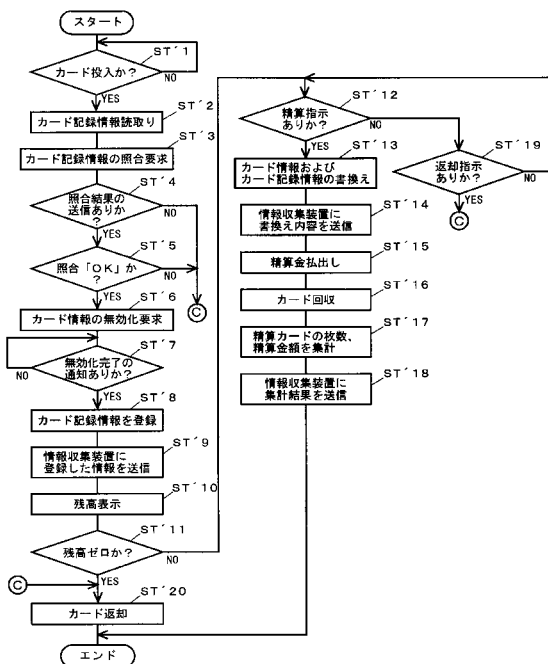 スタート
ST´1
カード投入か？
NO
YES
ST´2
カード記録情報読取り
ST´3
カード記録情報の照合要求
ST´4
照合結果の
送信ありか
？
NO
YES
ST´5
照合「OK」か
？
NO
YES
Ⓒ
ST´6
カード情報の無効化要求
ST´7
無効化完了の
通知ありか？
NO
YES
ST´8
カード記録情報を登録
ST´9
情報収集装置に
登録した情報を送信
ST´10
残高表示
ST´11
残高ゼロか？
NO
Ⓒ
YES
ST´20
カード返却
エンド
ST´12
精算指示
ありか？
NO
YES
ST´13
カード情報および
カード記録情報の書換え
ST´14
情報収集装置に
書換え内容を送信
ST´15
精算金払出し
ST´16
カード回収
ST´17
精算カードの枚数、
精算金額を集計
ST´18
情報収集装置に
集計結果を送信
ST´19
返却指示
ありか？
NO
YES
Ⓒ